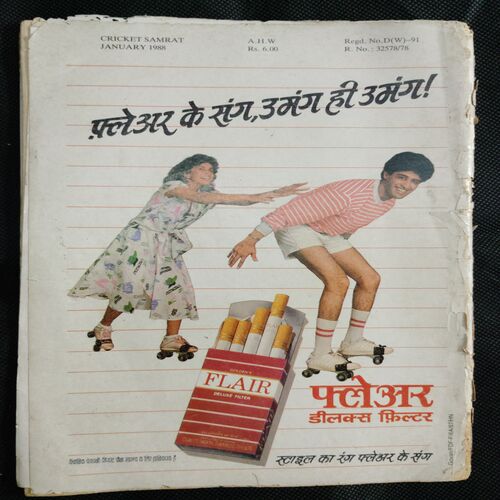 CRICKET SAMRAT A.H.W Regd. No.D(W)-91
JANUARY 1988 Rs. 6.00 R. No. : 32578/78
फ़्लेअर के संग, उमंग ही उमंग!
GOLDEN'S
FLAIR
DELUXE FILTER
फ्लेअर
डीलक्स फ़िल्टर
स्टाइल का रंग फ्लेअर के संग